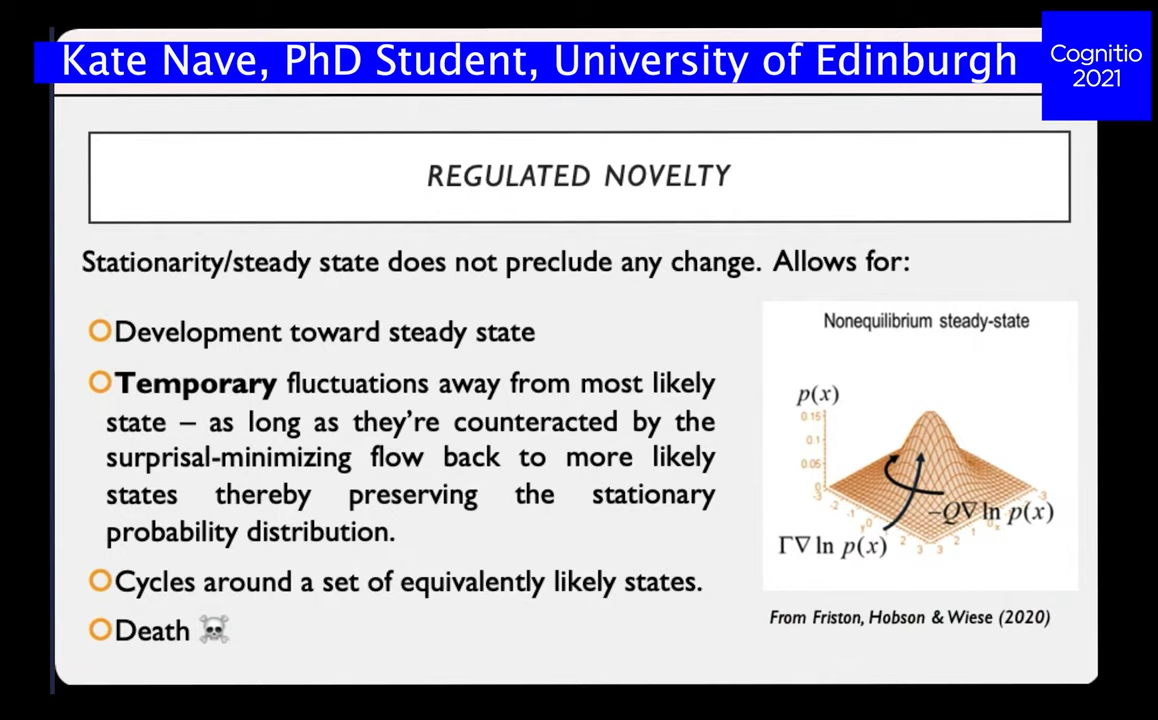 Kate Nave, PhD Student, University of Edinburgh
Cognitio
2021
REGULATED NOVELTY
Stationarity/steady state does not preclude any change. Allows for:
Development toward steady state
Temporary fluctuations away from most likely
state – as long as they're counteracted by the
surprisal-minimizing flow back to more likely
states thereby preserving the stationary
probability distribution.
Cycles around a set of equivalently likely states.
Death ☠
Nonequilibrium steady-state
p(x)
0.15
0.1
0.05
0
−Q∇ ln p(x)
Γ∇ ln p(x)
From Friston, Hobson & Wiese (2020)